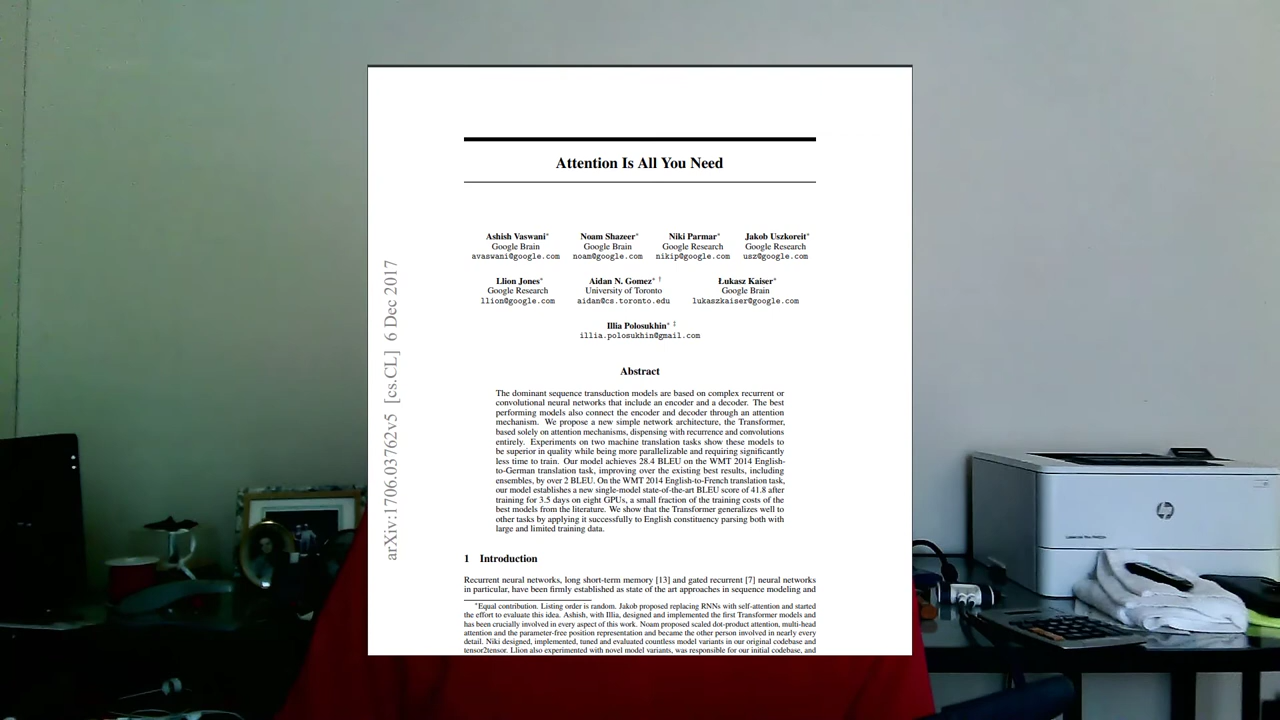 Attention Is All You Need
Ashish Vaswani* Noam Shazeer* Niki Parmar* Jakob Uszkoreit*
Google Brain Google Brain Google Research Google Research
avaswani@google.com noam@google.com nikip@google.com usz@google.com
Llion Jones* Aidan N. Gomez* † Łukasz Kaiser*
Google Research University of Toronto Google Brain
llion@google.com aidan@cs.toronto.edu lukaszkaiser@google.com
Illia Polosukhin* ‡
illia.polosukhin@gmail.com
Abstract
The dominant sequence transduction models are based on complex recurrent or
convolutional neural networks that include an encoder and a decoder. The best
performing models also connect the encoder and decoder through an attention
mechanism. We propose a new simple network architecture, the Transformer,
based solely on attention mechanisms, dispensing with recurrence and convolutions
entirely. Experiments on two machine translation tasks show these models to
be superior in quality while being more parallelizable and requiring significantly
less time to train. Our model achieves 28.4 BLEU on the WMT 2014 English-
to-German translation task, improving over the existing best results, including
ensembles, by over 2 BLEU. On the WMT 2014 English-to-French translation task,
our model establishes a new single-model state-of-the-art BLEU score of 41.8 after
training for 3.5 days on eight GPUs, a small fraction of the training costs of the
best models from the literature. We show that the Transformer generalizes well to
other tasks by applying it successfully to English constituency parsing both with
large and limited training data.
1 Introduction
Recurrent neural networks, long short-term memory [13] and gated recurrent [7] neural networks
in particular, have been firmly established as state of the art approaches in sequence modeling and
*Equal contribution. Listing order is random. Jakob proposed replacing RNNs with self-attention and started
the effort to evaluate this idea. Ashish, with Illia, designed and implemented the first Transformer models and
has been crucially involved in every aspect of this work. Noam proposed scaled dot-product attention, multi-head
attention and the parameter-free position representation and became the other person involved in nearly every
detail. Niki designed, implemented, tuned and evaluated countless model variants in our original codebase and
tensor2tensor. Llion also experimented with novel model variants, was responsible for our initial codebase, and
arXiv:1706.03762v5 [cs.CL] 6 Dec 2017
hp